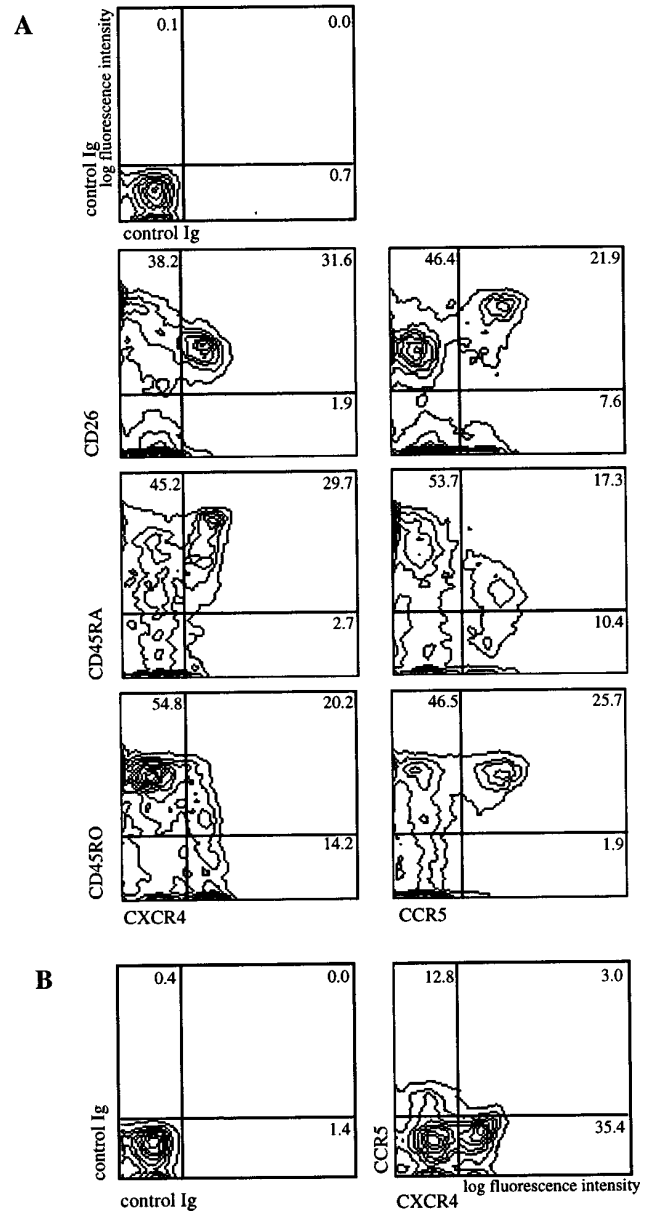 A
0.1
0.0
control Ig
log fluorescence intensity
0.7
control Ig
38.2
31.6
46.4
21.9
CD26
1.9
7.6
45.2
29.7
53.7
17.3
CD45RA
2.7
10.4
54.8
20.2
46.5
25.7
CD45RO
14.2
1.9
CXCR4
CCR5
B
0.4
0.0
12.8
3.0
control Ig
1.4
CCR5
35.4
control Ig
CXCR4
log fluorescence intensity